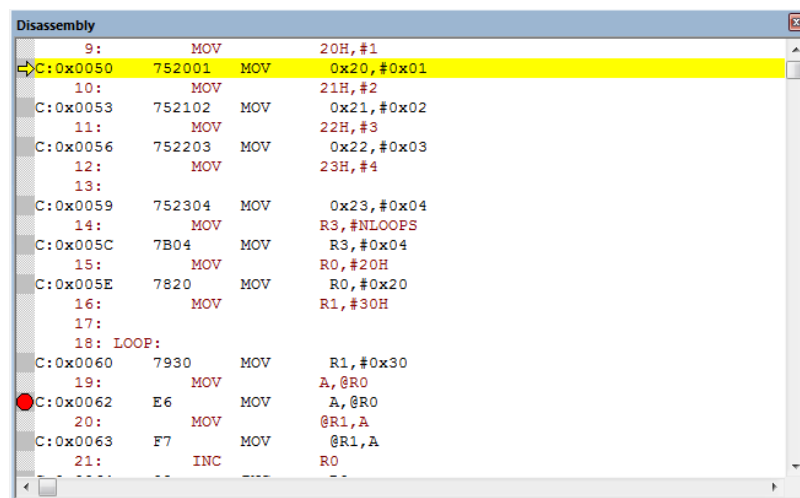 Disassembly
9: MOV 20H,#1
C:0x0050 752001 MOV 0x20,#0x01
10: MOV 21H,#2
C:0x0053 752102 MOV 0x21,#0x02
11: MOV 22H,#3
C:0x0056 752203 MOV 0x22,#0x03
12: MOV 23H,#4
13:
C:0x0059 752304 MOV 0x23,#0x04
14: MOV R3,#NLOOPS
C:0x005C 7B04 MOV R3,#0x04
15: MOV R0,#20H
C:0x005E 7820 MOV R0,#0x20
16: MOV R1,#30H
17:
18: LOOP:
C:0x0060 7930 MOV R1,#0x30
19: MOV A,@R0
C:0x0062 E6 MOV A,@R0
20: MOV @R1,A
C:0x0063 F7 MOV @R1,A
21: INC R0